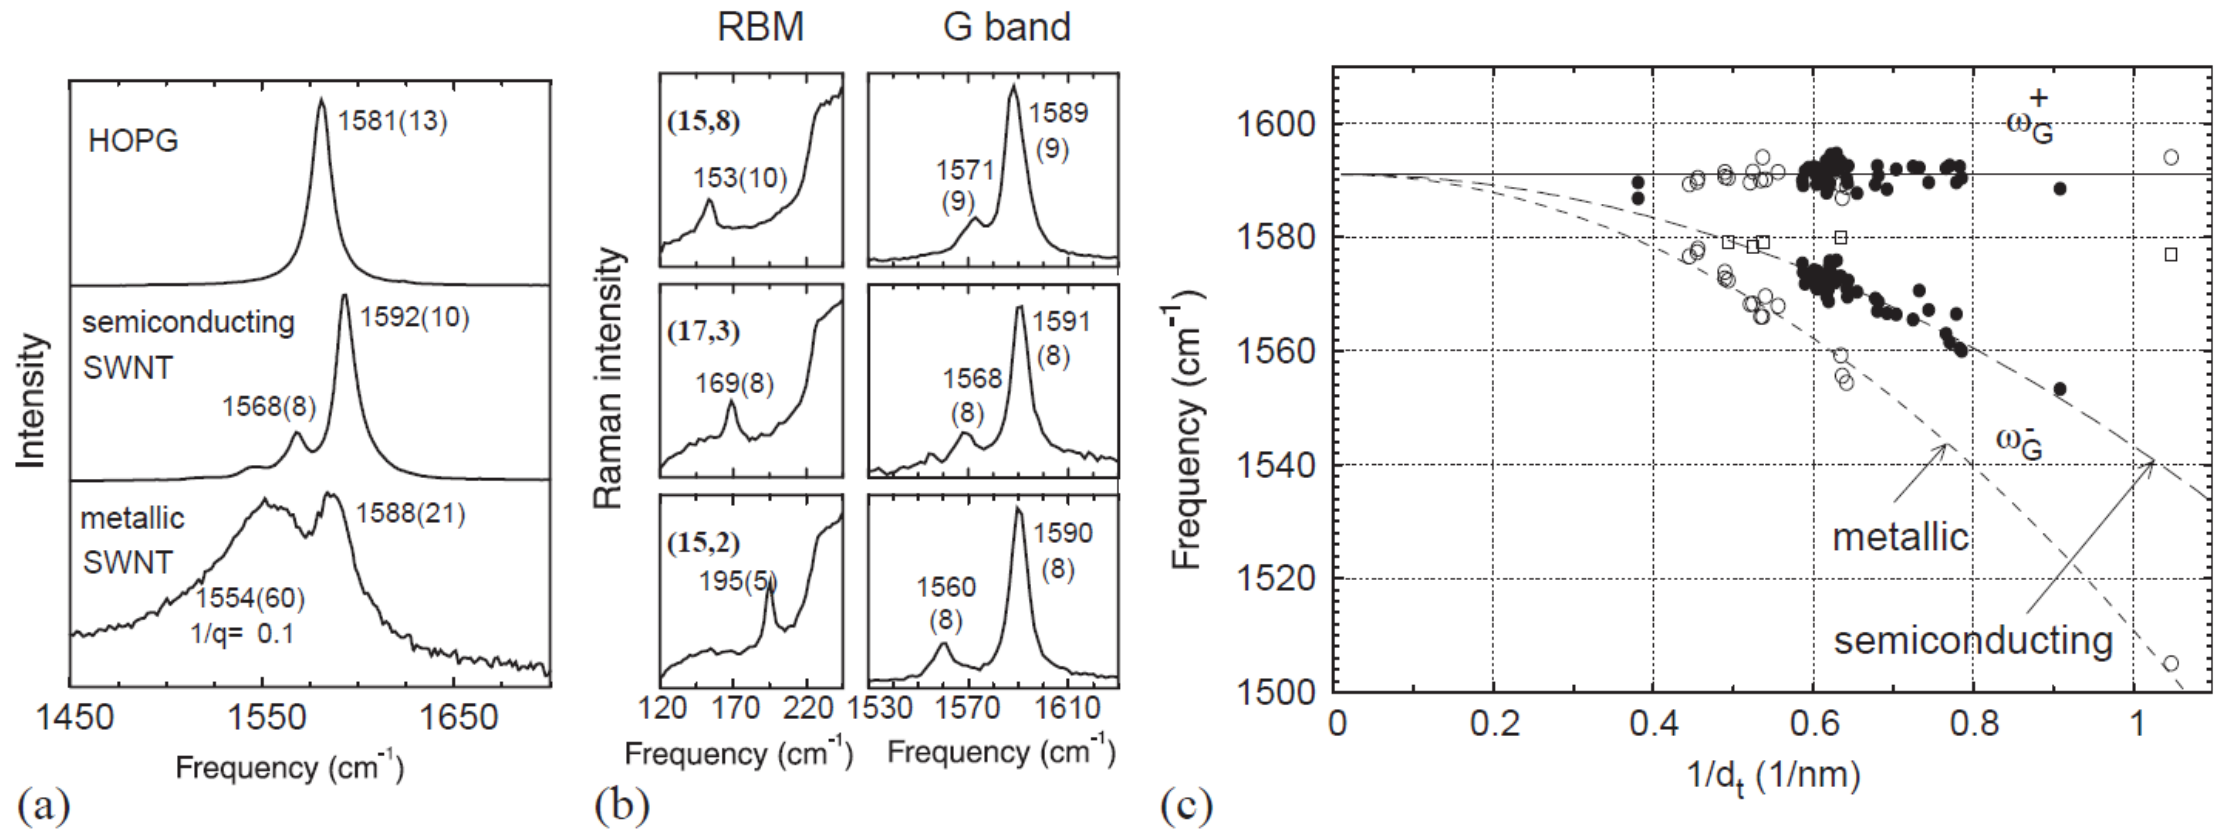 HOPG
1581(13)
semiconducting
SWNT
1592(10)
1568(8)
metallic
SWNT
1588(21)
1554(60)
1/q= 0.1
Intensity
1450 1550 1650
Frequency (cm⁻¹)
(a)
RBM G band
(15,8)
153(10)
1589
(9)
1571
(9)
(17,3)
169(8)
1591
(8)
1568
(8)
(15,2)
195(5)
1590
(8)
1560
(8)
Raman intensity
120 170 220 1530 1570 1610
Frequency (cm⁻¹) Frequency (cm⁻¹)
(b)
1600
1580
1560
1540
1520
1500
Frequency (cm⁻¹)
ω_G⁺
ω_G⁻
metallic
semiconducting
0 0.2 0.4 0.6 0.8 1
1/d_t (1/nm)
(c)